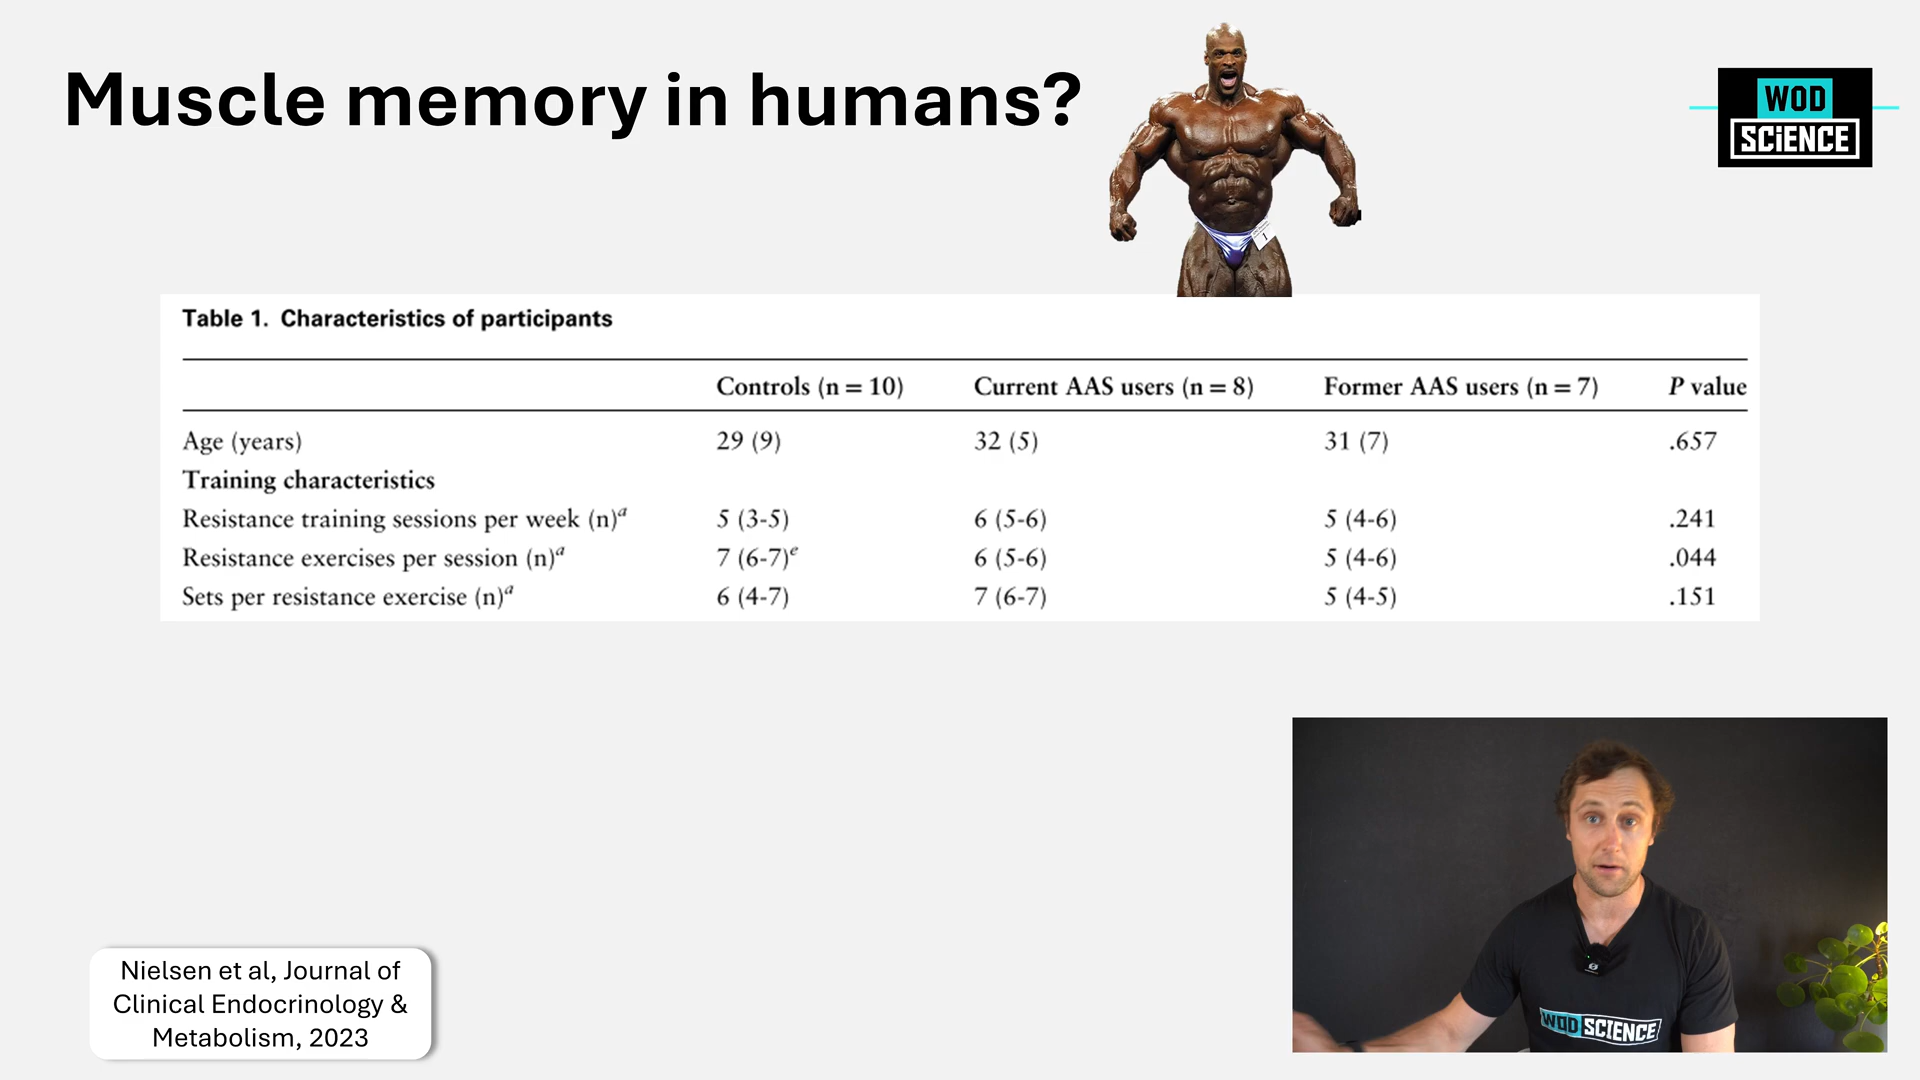 Muscle memory in humans?
WOD
SCiENCE
Table 1. Characteristics of participants
Controls (n = 10) Current AAS users (n = 8) Former AAS users (n = 7) P value
Age (years) 29 (9) 32 (5) 31 (7) .657
Training characteristics
Resistance training sessions per week (n)a 5 (3-5) 6 (5-6) 5 (4-6) .241
Resistance exercises per session (n)a 7 (6-7)e 6 (5-6) 5 (4-6) .044
Sets per resistance exercise (n)a 6 (4-7) 7 (6-7) 5 (4-5) .151
Nielsen et al, Journal of
Clinical Endocrinology &
Metabolism, 2023
WOD SCiENCE
1